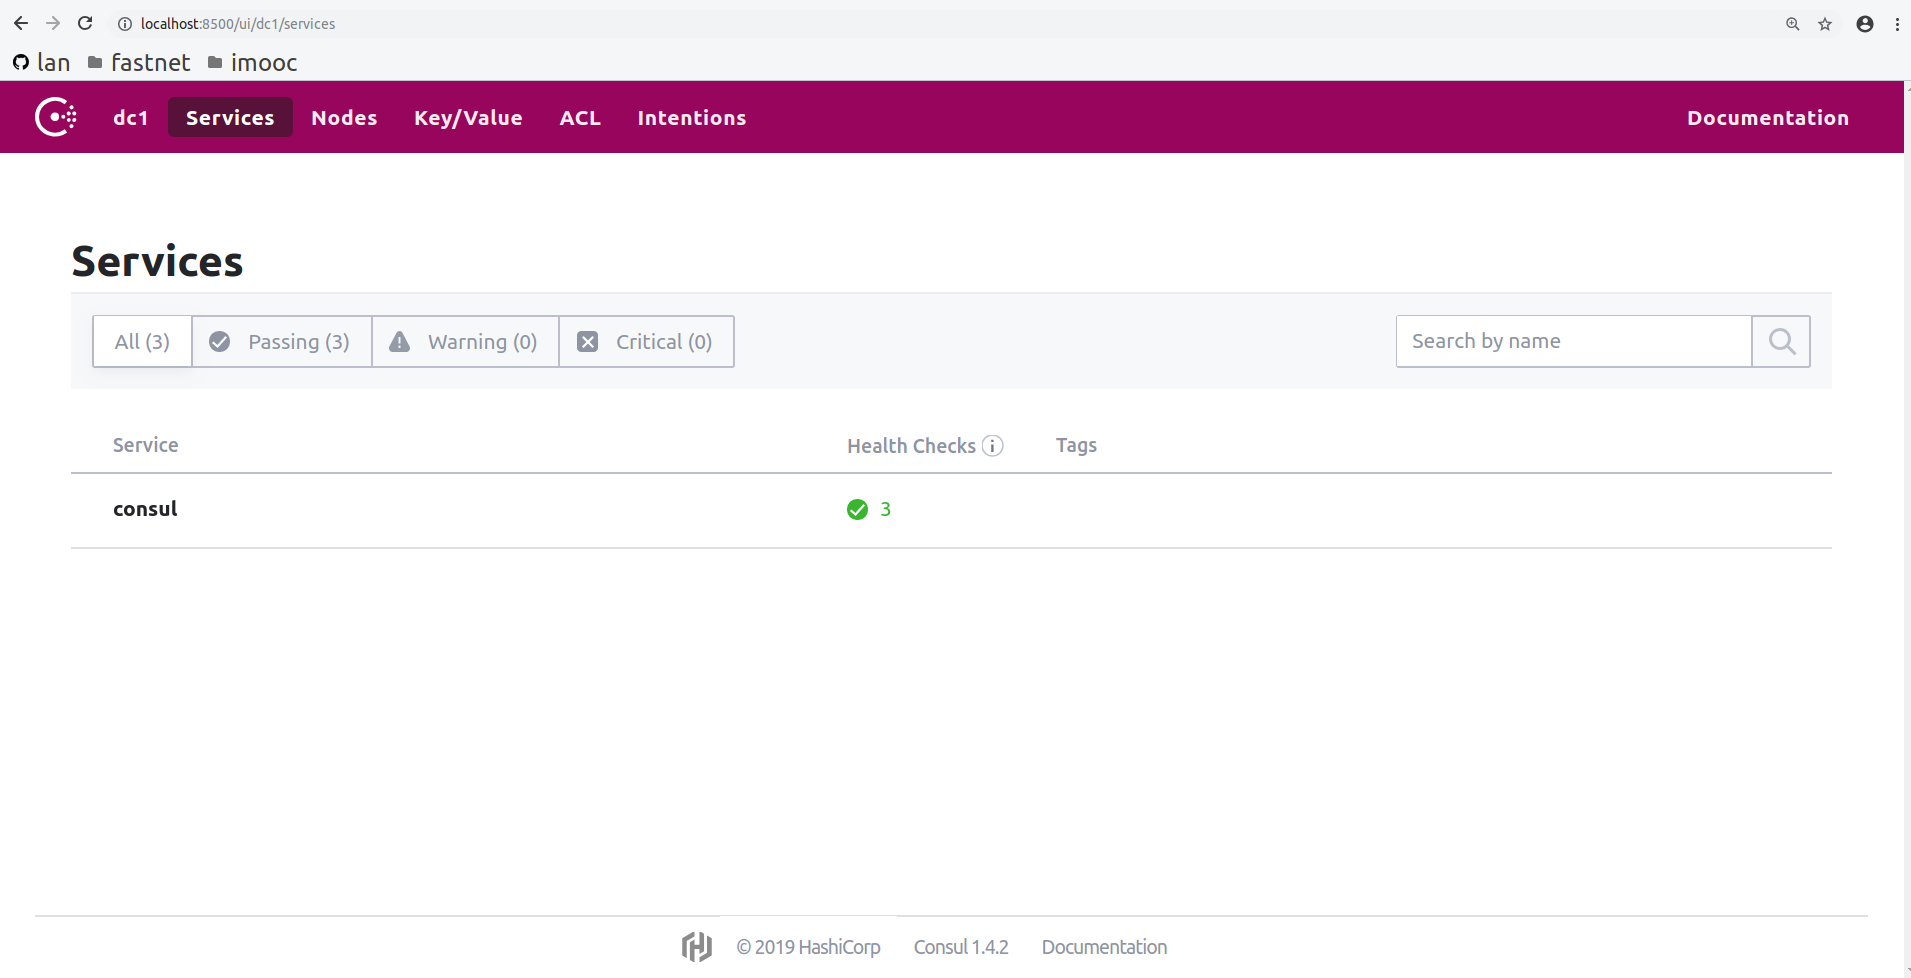 localhost:8500/ui/dc1/services
lan fastnet imooc
dc1 Services Nodes Key/Value ACL Intentions Documentation
Services
All (3) Passing (3) Warning (0) Critical (0) Search by name
Service Health Checks Tags
consul 3
© 2019 HashiCorp Consul 1.4.2 Documentation